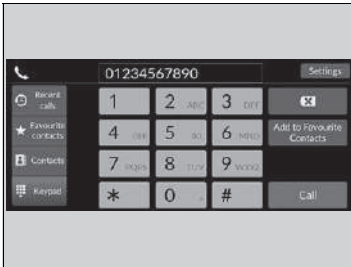 01234567890
Settings
Recent
calls
1
2 ABC
3 DEF
Favourite
contacts
4 GHI
5 JKL
6 MNO
Add to Favourite
Contacts
Contacts
7 PQRS
8 TUV
9 WXYZ
Keypad
*
0
#
Call